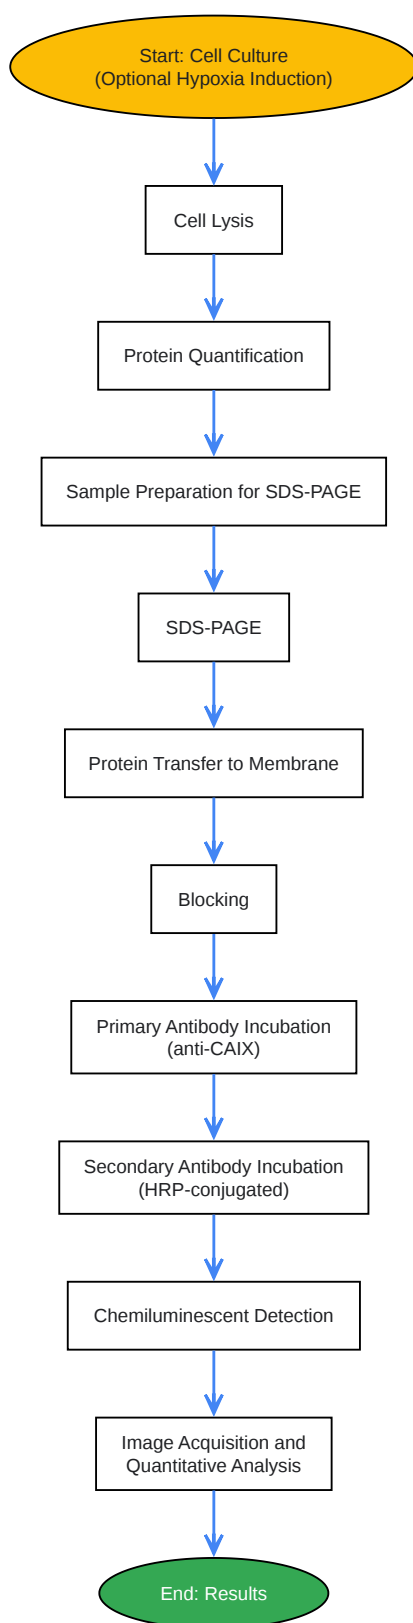 Start: Cell Culture
(Optional Hypoxia Induction)
Cell Lysis
Protein Quantification
Sample Preparation for SDS-PAGE
SDS-PAGE
Protein Transfer to Membrane
Blocking
Primary Antibody Incubation
(anti-CAIX)
Secondary Antibody Incubation
(HRP-conjugated)
Chemiluminescent Detection
Image Acquisition and
Quantitative Analysis
End: Results